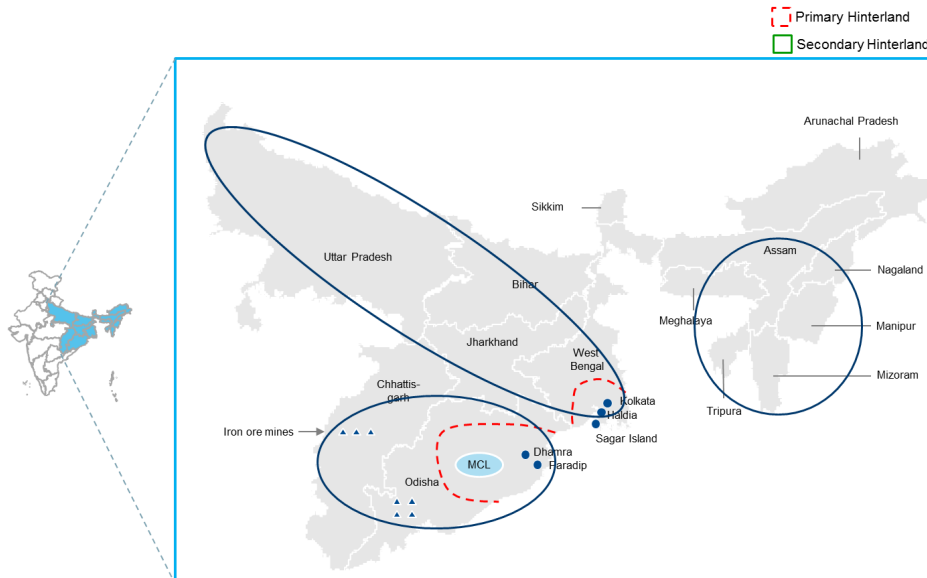 Primary Hinterland
Secondary Hinterland
Arunachal Pradesh
Sikkim
Uttar Pradesh
Assam
Bihar
Nagaland
Meghalaya
Manipur
Jharkhand
West
Bengal
Mizoram
Chhattis-
garh
Kolkata
Haldia
Tripura
Iron ore mines
Sagar Island
Dhamra
MCL
Paradip
Odisha